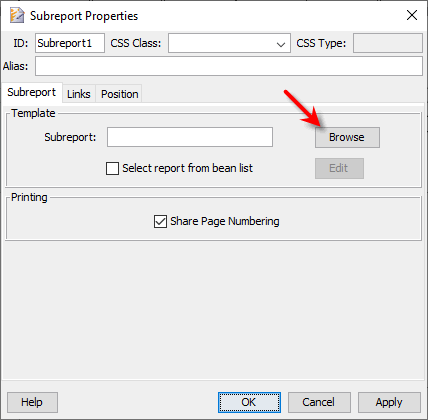 Subreport Properties
ID: Subreport1 CSS Class: CSS Type:
Alias:
Subreport Links Position
Template
Subreport: Browse
Select report from bean list Edit
Printing
Share Page Numbering
Help OK Cancel Apply